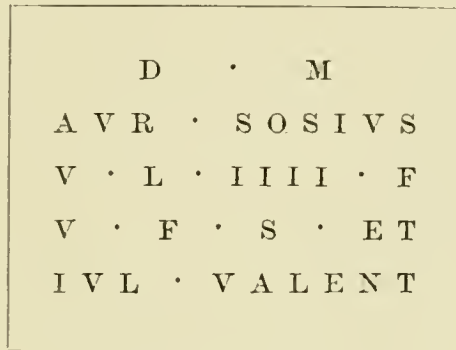 D · M
AVR · SOSIVS
V · L · IIII · F
V · F · S · ET
IVL · VALENT